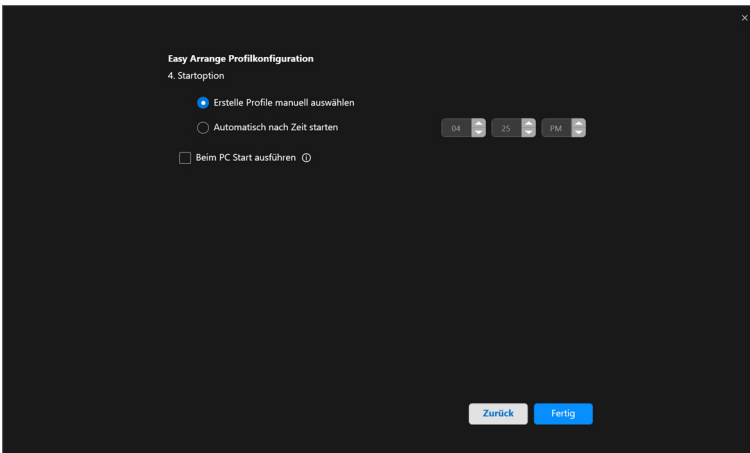 Easy Arrange Profilkonfiguration
4. Startoption
Erstelle Profile manuell auswählen
Automatisch nach Zeit starten 04 25 PM
Beim PC Start ausführen
Zurück Fertig